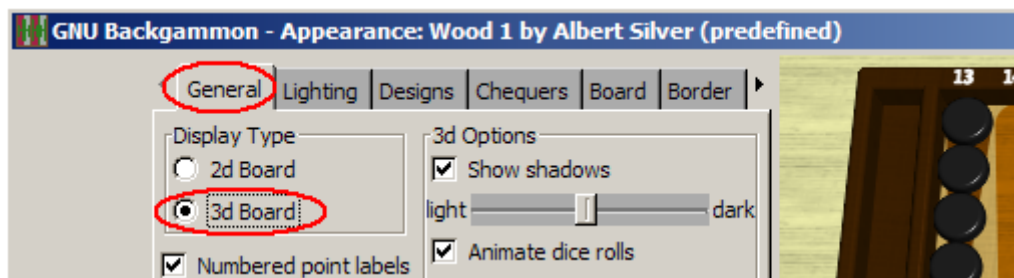 GNU Backgammon - Appearance: Wood 1 by Albert Silver (predefined)
General Lighting Designs Chequers Board Border
Display Type
2d Board
3d Board
Numbered point labels
3d Options
Show shadows
light dark
Animate dice rolls
13